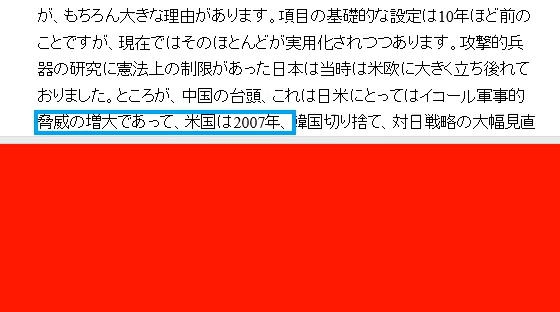 が、もちろん大きな理由があります。項目の基礎的な設定は10年ほど前の
ことですが、現在ではそのほとんどが実用化されつつあります。攻撃的兵
器の研究に憲法上の制限があった日本は当時は米欧に大きく立ち後れて
おりました。ところが、中国の台頭、これは日米にとってはイコール軍事的
脅威の増大であって、米国は2007年、韓国切り捨て、対日戦略の大幅見直